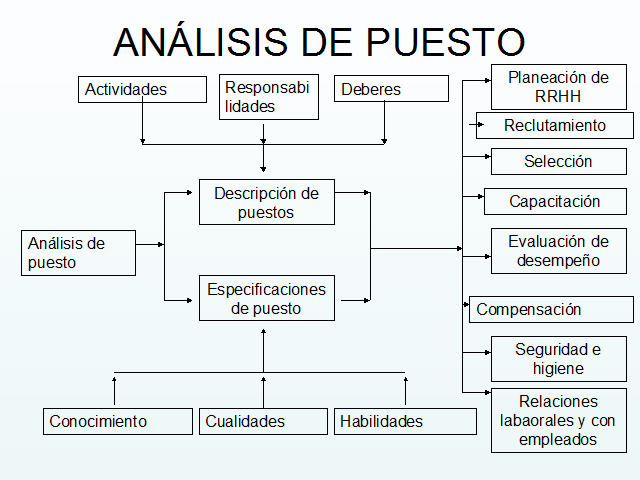 ANÁLISIS DE PUESTO
Actividades
Responsabi
lidades
Deberes
Planeación de
RRHH
Reclutamiento
Selección
Capacitación
Evaluación de
desempeño
Compensación
Seguridad e
higiene
Relaciones
labaorales y con
empleados
Descripción de
puestos
Análisis de
puesto
Especificaciones
de puesto
Conocimiento
Cualidades
Habilidades